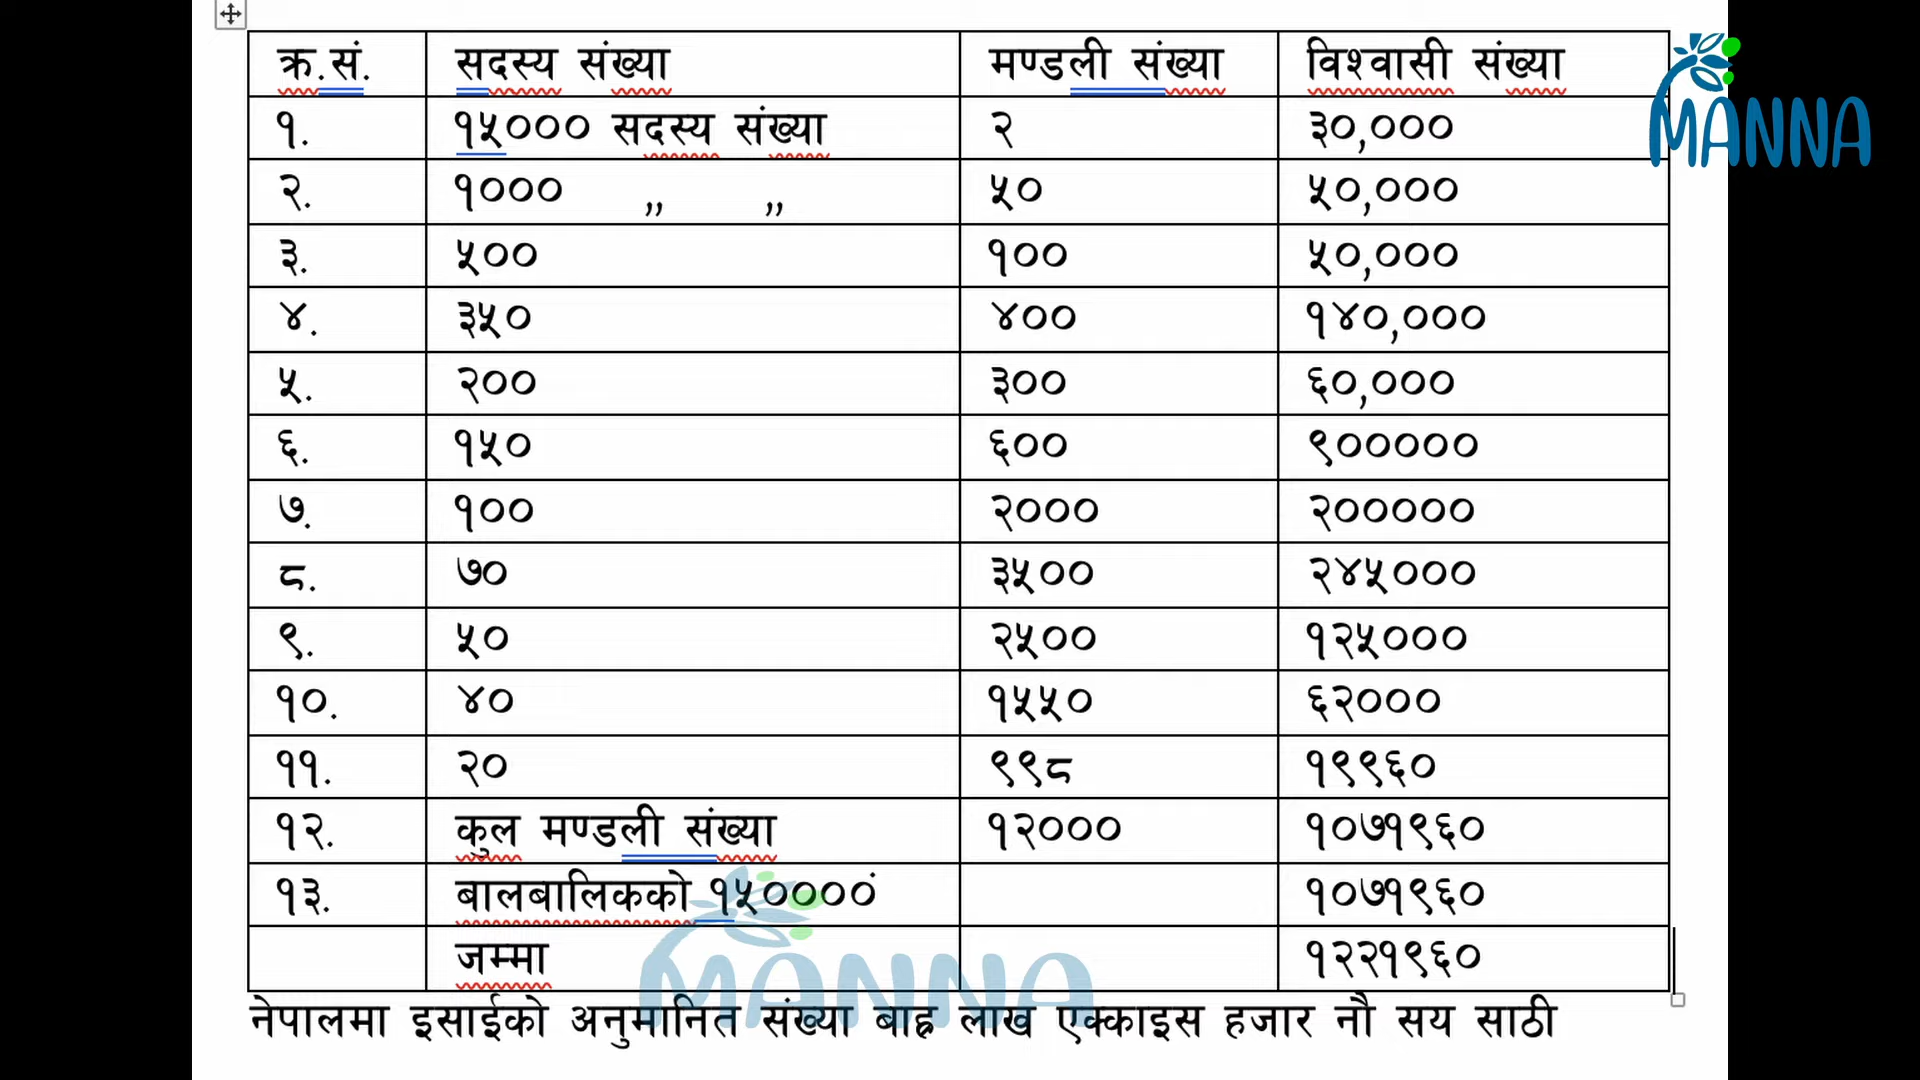 क्र.सं. सदस्य संख्या मण्डली संख्या विश्वासी संख्या
MANNA
१. १५००० सदस्य संख्या २ ३०,०००
२. १००० ,, ,, ५० ५०,०००
३. ५०० १०० ५०,०००
४. ३५० ४०० १४०,०००
५. २०० ३०० ६०,०००
६. १५० ६०० ९०००००
७. १०० २००० २०००००
८. ७० ३५०० २४५०००
९. ५० २५०० १२५०००
१०. ४० १५५० ६२०००
११. २० ९९८ १९९६०
१२. कुल मण्डली संख्या १२००० १०७१९६०
१३. बालबालिकको १५००००ं १०७१९६०
जम्मा १२२१९६०
MANNA
नेपालमा इसाईको अनुमानित संख्या बाह्र लाख एक्काइस हजार नौ सय साठी